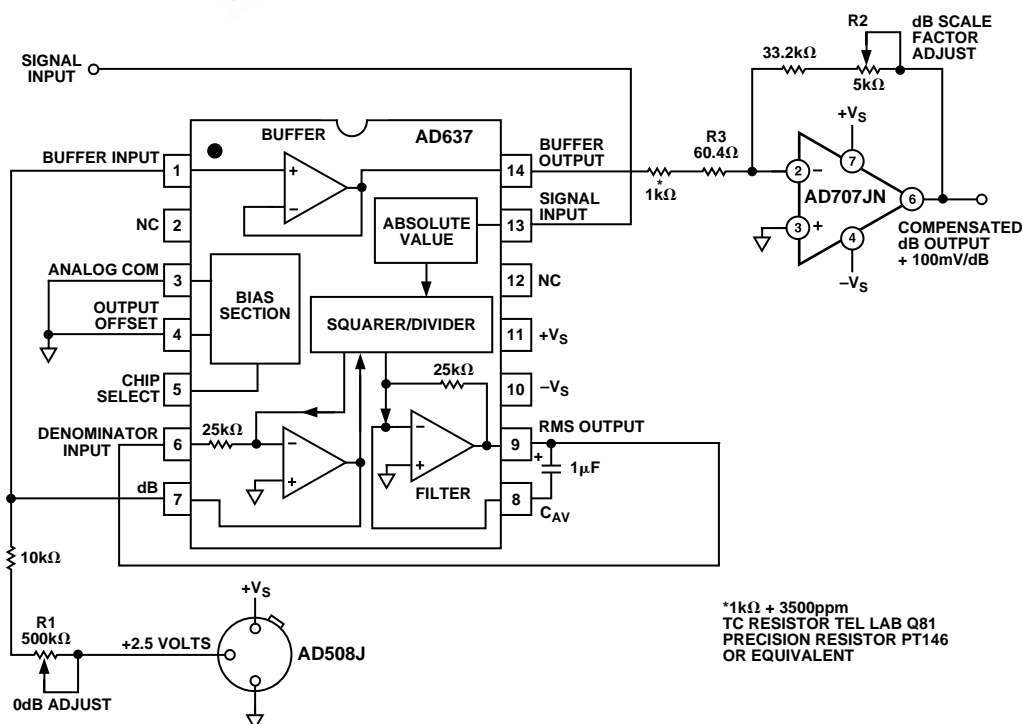 R2
dB SCALE
FACTOR
ADJUST
33.2kΩ
5kΩ
SIGNAL
INPUT
BUFFER
AD637
BUFFER INPUT
1
+
−
BUFFER
OUTPUT
14
*
1kΩ
R3
60.4Ω
+VS
7
2
−
AD707JN
6
3
+
4
−VS
COMPENSATED
dB OUTPUT
+ 100mV/dB
NC
2
ABSOLUTE
VALUE
SIGNAL
INPUT
13
ANALOG COM
3
BIAS
SECTION
12
NC
OUTPUT
OFFSET
4
SQUARER/DIVIDER
11
+VS
CHIP
SELECT
5
25kΩ
10
−VS
DENOMINATOR
INPUT
6
25kΩ
−
+
−
+
FILTER
9
RMS OUTPUT
+
1µF
dB
7
8
CAV
10kΩ
R1
500kΩ
0dB ADJUST
+2.5 VOLTS
+VS
AD508J
*1kΩ + 3500ppm
TC RESISTOR TEL LAB Q81
PRECISION RESISTOR PT146
OR EQUIVALENT